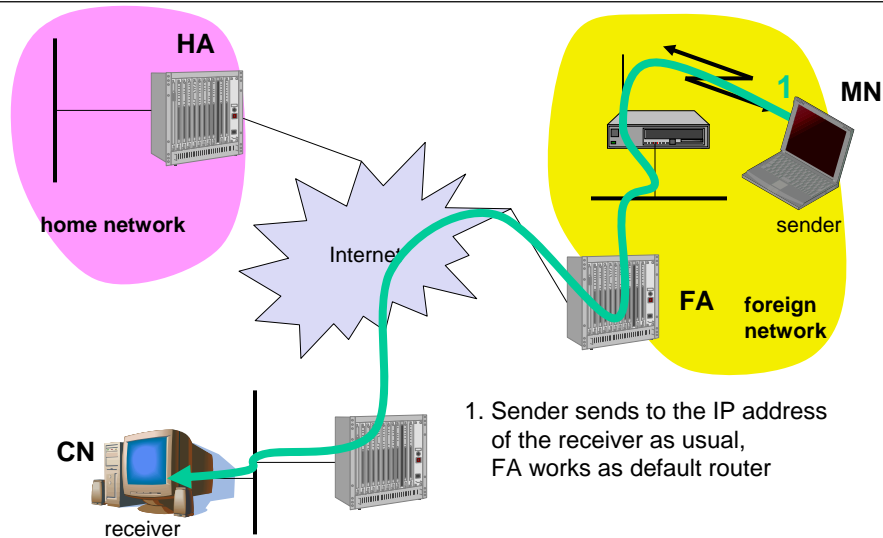 HA
1
MN
home network
sender
Internet
FA
foreign
network
1. Sender sends to the IP address
of the receiver as usual,
FA works as default router
CN
receiver